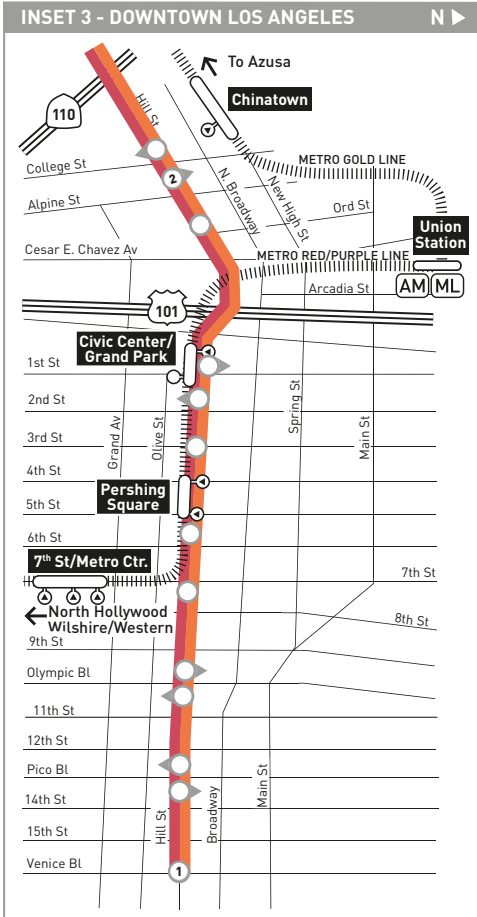 INSET 3 - DOWNTOWN LOS ANGELES N
To Azusa
Chinatown
110
Hill St
College St
METRO GOLD LINE
2
N. Broadway
New High St
Alpine St
Ord St
Union
Station
Cesar E. Chavez Av
METRO RED/PURPLE LINE
AM ML
Arcadia St
101
Civic Center/
Grand Park
1st St
2nd St
Grand Av
Olive St
Spring St
Main St
3rd St
4th St
Pershing
Square
5th St
6th St
7th St/Metro Ctr.
7th St
North Hollywood
Wilshire/Western
8th St
9th St
Olympic Bl
11th St
12th St
Pico Bl
14th St
Hill St
Broadway
Main St
15th St
Venice Bl
1